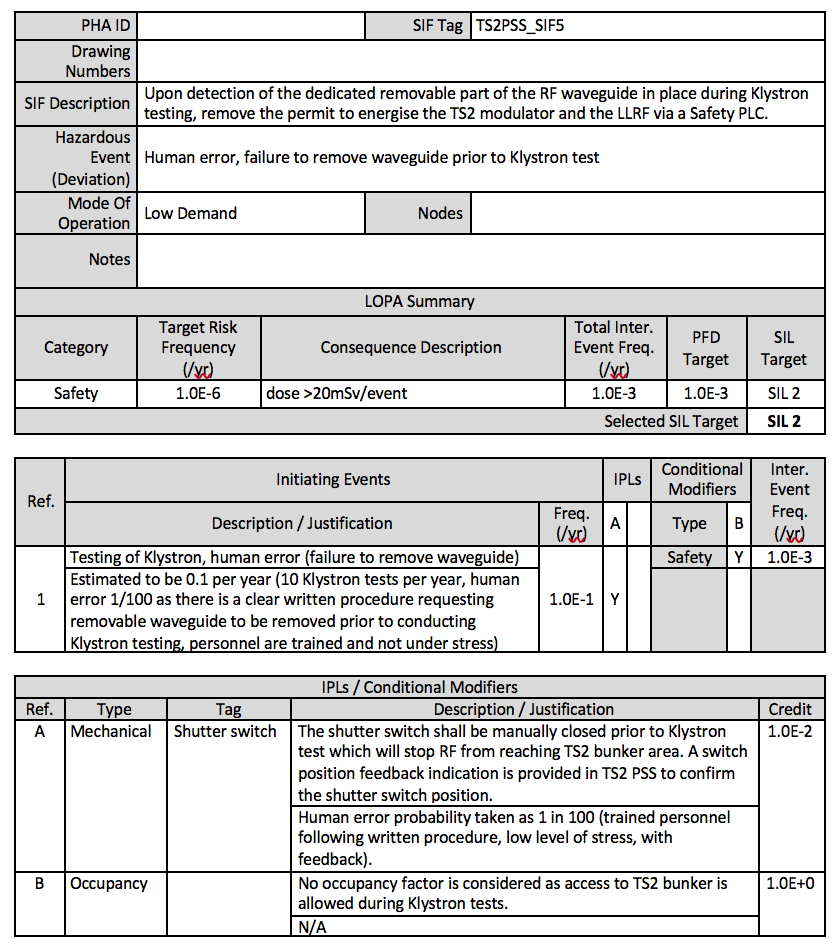 PHA ID
SIF Tag
TS2PSS_SIF5
Drawing
Numbers
SIF Description
Upon detection of the dedicated removable part of the RF waveguide in place during Klystron
testing, remove the permit to energise the TS2 modulator and the LLRF via a Safety PLC.
Hazardous
Event
(Deviation)
Human error, failure to remove waveguide prior to Klystron test
Mode Of
Operation
Low Demand
Nodes
Notes
LOPA Summary
Category
Target Risk
Frequency
(/yr)
Consequence Description
Total Inter.
Event Freq.
(/yr)
PFD
Target
SIL
Target
Safety
1.0E-6
dose >20mSv/event
1.0E-3
1.0E-3
SIL 2
Selected SIL Target
SIL 2
Ref.
Initiating Events
IPLs
Conditional
Modifiers
Inter.
Event
Freq.
(/yr)
Description / Justification
Freq.
(/yr)
A
Type
B
1
Testing of Klystron, human error (failure to remove waveguide)
Estimated to be 0.1 per year (10 Klystron tests per year, human
error 1/100 as there is a clear written procedure requesting
removable waveguide to be removed prior to conducting
Klystron testing, personnel are trained and not under stress)
1.0E-1
Y
Safety
Y
1.0E-3
IPLs / Conditional Modifiers
Ref.
Type
Tag
Description / Justification
Credit
A
Mechanical
Shutter switch
The shutter switch shall be manually closed prior to Klystron
test which will stop RF from reaching TS2 bunker area. A switch
position feedback indication is provided in TS2 PSS to confirm
the shutter switch position.
1.0E-2
Human error probability taken as 1 in 100 (trained personnel
following written procedure, low level of stress, with
feedback).
B
Occupancy
No occupancy factor is considered as access to TS2 bunker is
allowed during Klystron tests.
1.0E+0
N/A